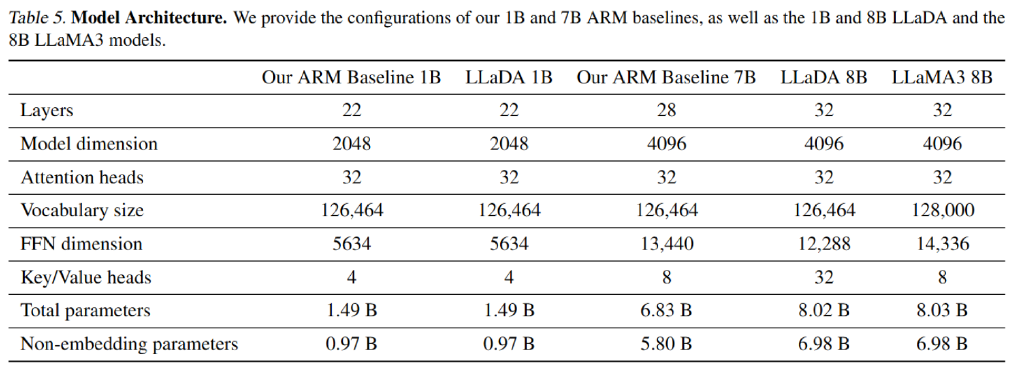 Table 5. Model Architecture. We provide the configurations of our 1B and 7B ARM baselines, as well as the 1B and 8B LLaDA and the
8B LLaMA3 models.
Our ARM Baseline 1B LLaDA 1B Our ARM Baseline 7B LLaDA 8B LLaMA3 8B
Layers 22 22 28 32 32
Model dimension 2048 2048 4096 4096 4096
Attention heads 32 32 32 32 32
Vocabulary size 126,464 126,464 126,464 126,464 128,000
FFN dimension 5634 5634 13,440 12,288 14,336
Key/Value heads 4 4 8 32 8
Total parameters 1.49 B 1.49 B 6.83 B 8.02 B 8.03 B
Non-embedding parameters 0.97 B 0.97 B 5.80 B 6.98 B 6.98 B